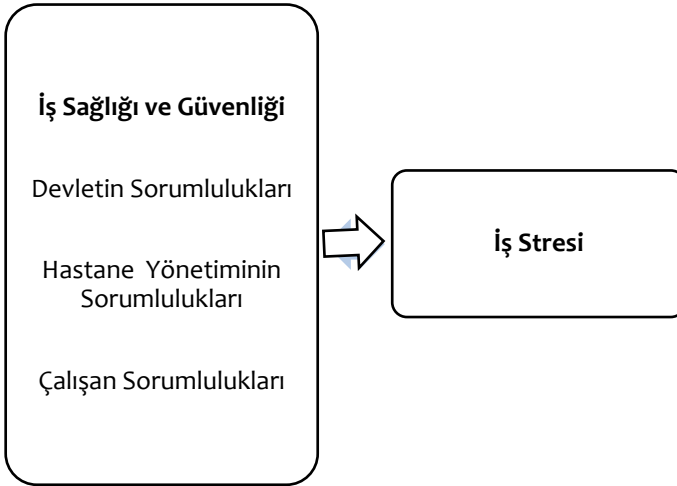 İş Sağlığı ve Güvenliği
Devletin Sorumlulukları
Hastane Yönetiminin
Sorumlulukları
Çalışan Sorumlulukları
İş Stresi